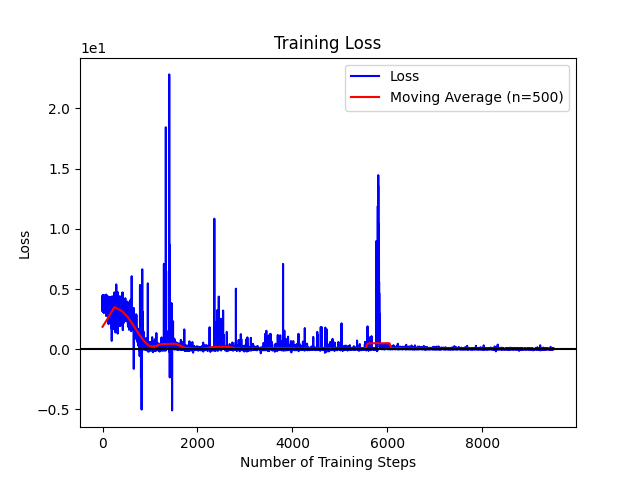 Training Loss
1e1
Loss
Moving Average (n=500)
2.0
1.5
1.0
0.5
0.0
−0.5
Loss
0
2000
4000
6000
8000
Number of Training Steps